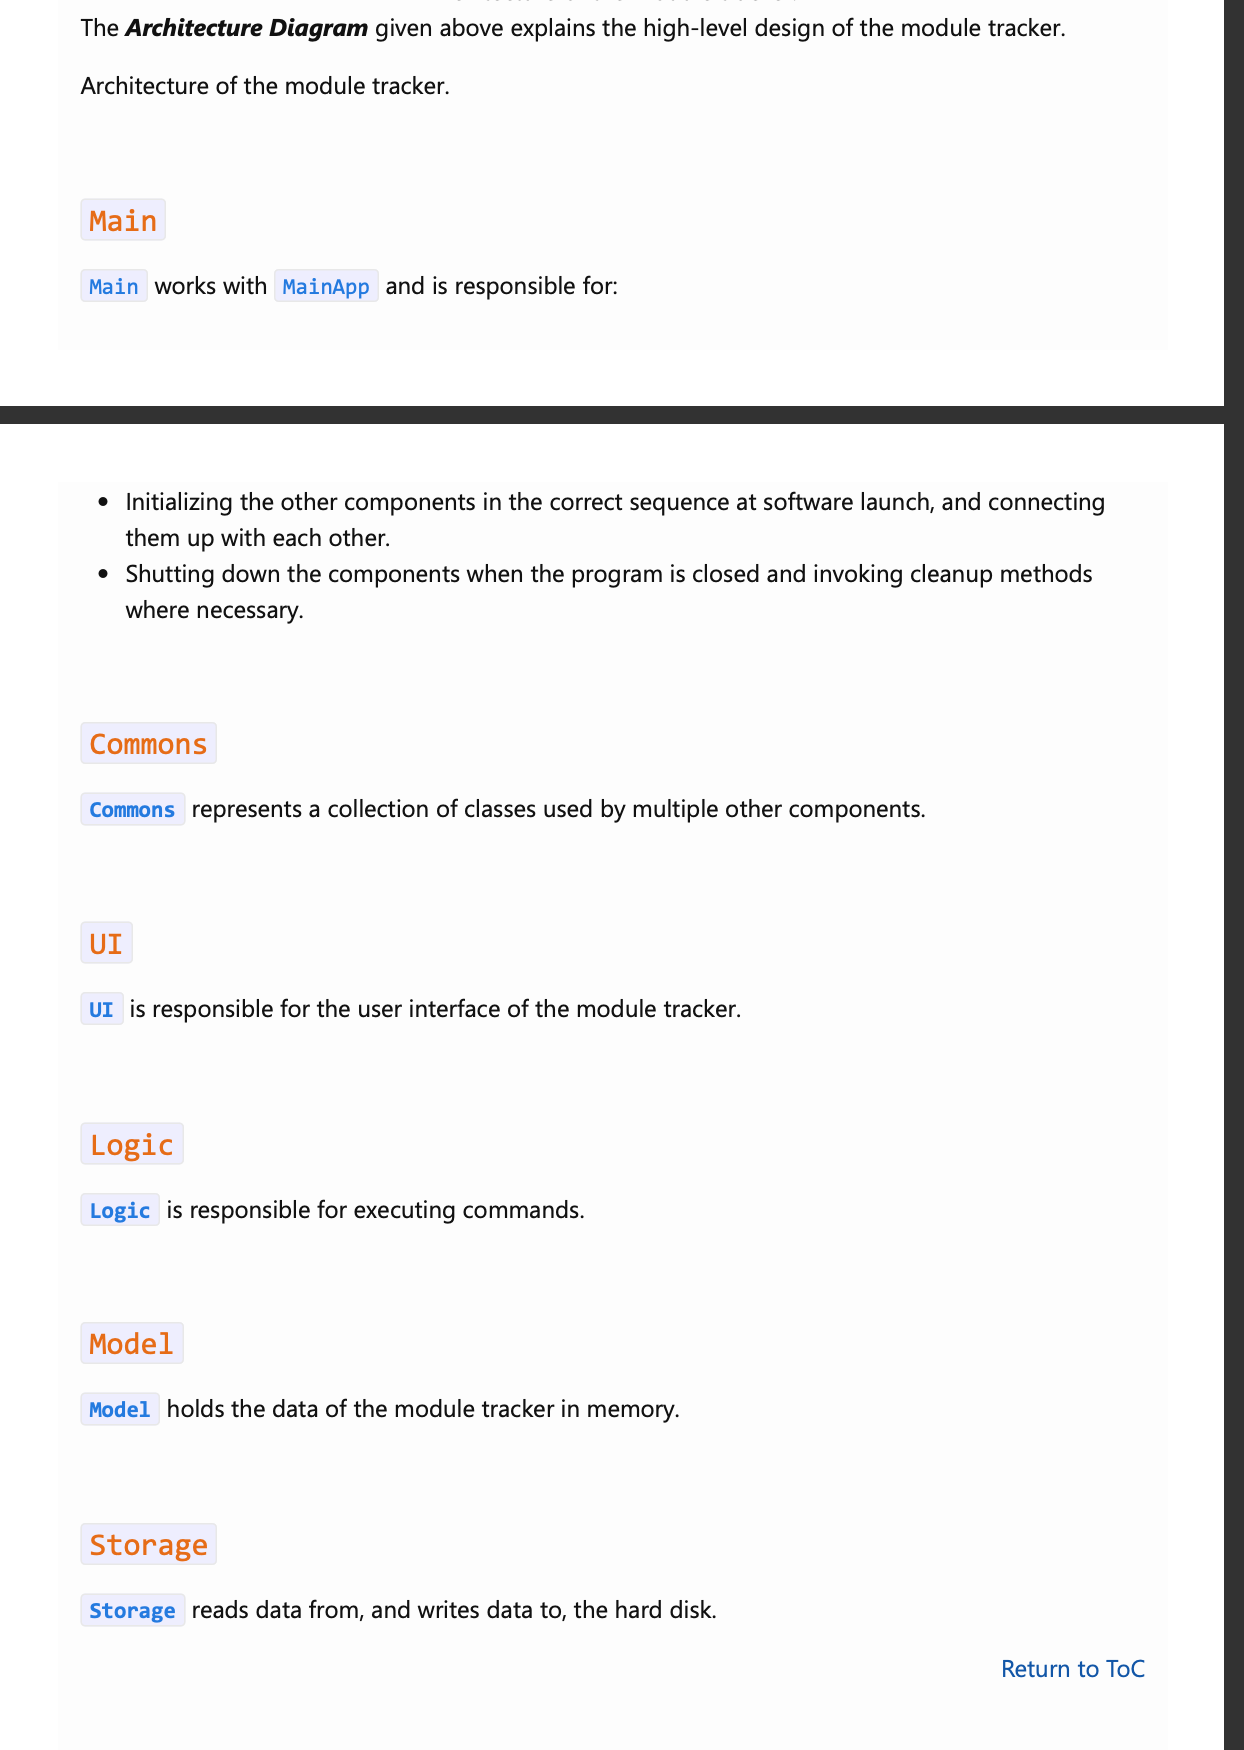 The Architecture Diagram given above explains the high-level design of the module tracker.
Architecture of the module tracker.
Main
Main works with MainApp and is responsible for:
• Initializing the other components in the correct sequence at software launch, and connecting
them up with each other.
• Shutting down the components when the program is closed and invoking cleanup methods
where necessary.
Commons
Commons represents a collection of classes used by multiple other components.
UI
UI is responsible for the user interface of the module tracker.
Logic
Logic is responsible for executing commands.
Model
Model holds the data of the module tracker in memory.
Storage
Storage reads data from, and writes data to, the hard disk.
Return to ToC